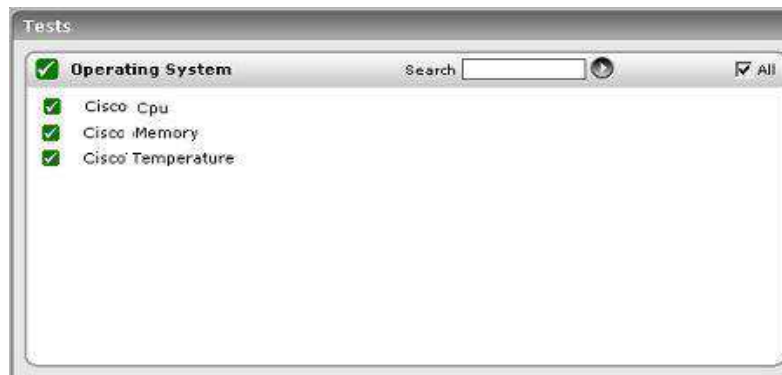 Tests
Operating System Search All
Cisco Cpu
Cisco Memory
Cisco Temperature